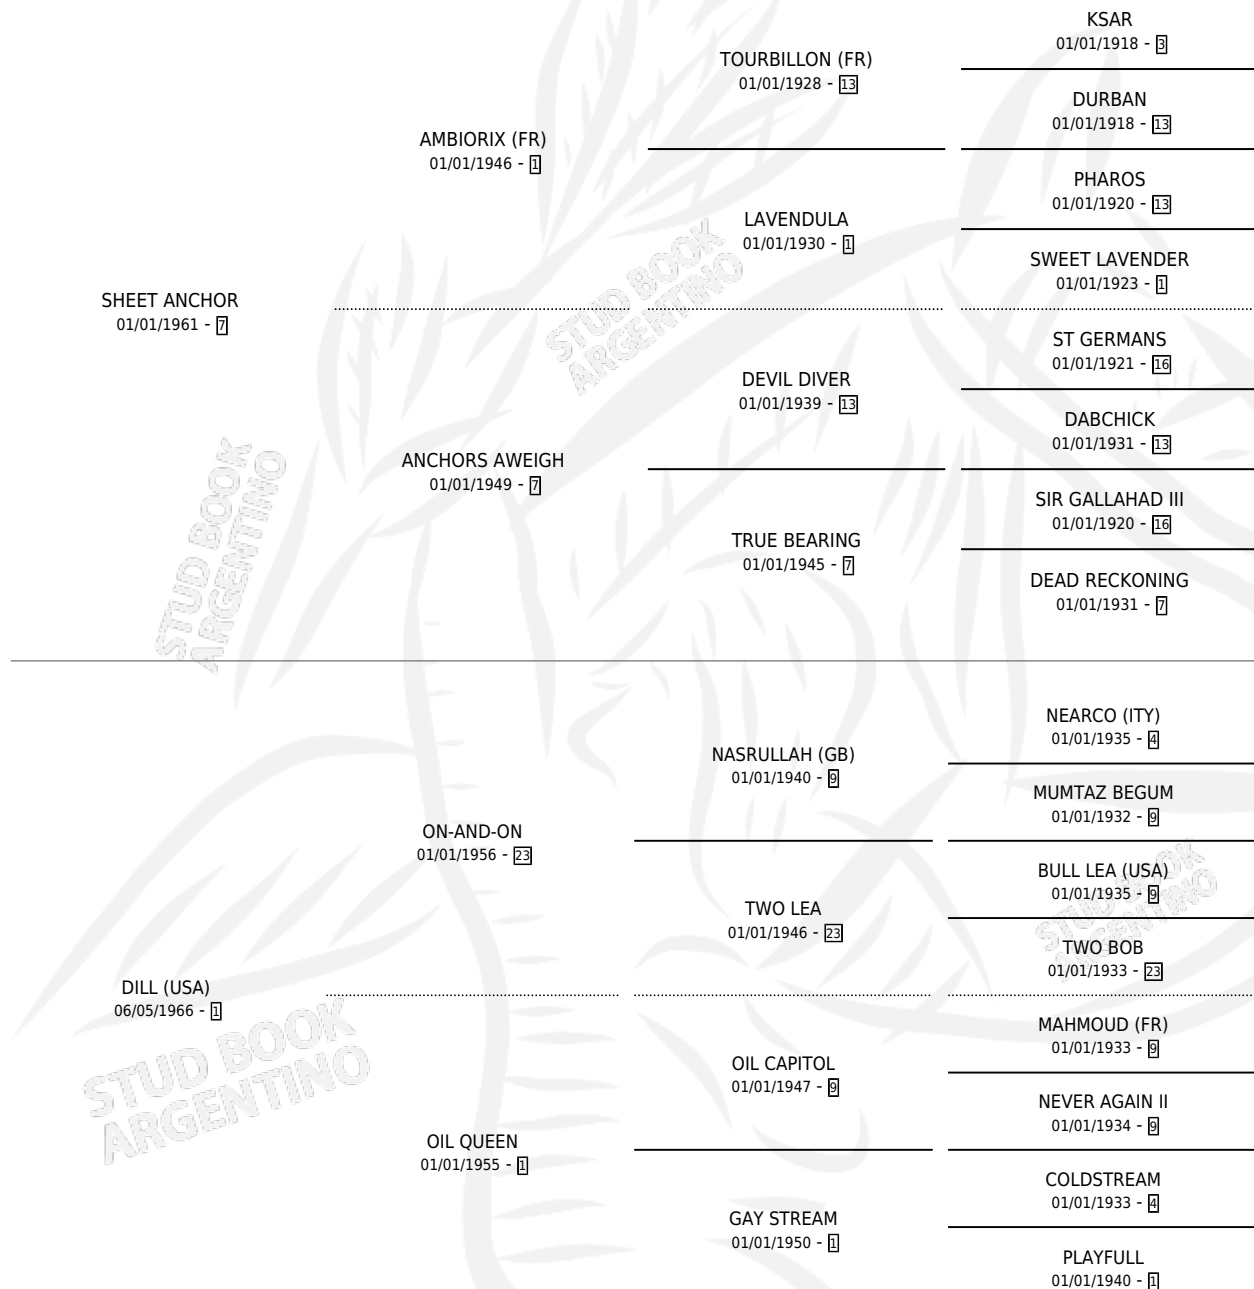 KSAR
01/01/1918 - 3
TOURBILLON (FR)
01/01/1928 - 13
DURBAN
01/01/1918 - 13
AMBIORIX (FR)
01/01/1946 - 1
PHAROS
01/01/1920 - 13
LAVENDULA
01/01/1930 - 1
SWEET LAVENDER
01/01/1923 - 1
SHEET ANCHOR
01/01/1961 - 7
ST GERMANS
01/01/1921 - 16
DEVIL DIVER
01/01/1939 - 13
DABCHICK
01/01/1931 - 13
ANCHORS AWEIGH
01/01/1949 - 7
SIR GALLAHAD III
01/01/1920 - 16
TRUE BEARING
01/01/1945 - 7
DEAD RECKONING
01/01/1931 - 7
NEARCO (ITY)
01/01/1935 - 4
NASRULLAH (GB)
01/01/1940 - 9
MUMTAZ BEGUM
01/01/1932 - 9
ON-AND-ON
01/01/1956 - 23
BULL LEA (USA)
01/01/1935 - 9
TWO LEA
01/01/1946 - 23
TWO BOB
01/01/1933 - 23
DILL (USA)
06/05/1966 - 1
MAHMOUD (FR)
01/01/1933 - 9
OIL CAPITOL
01/01/1947 - 9
NEVER AGAIN II
01/01/1934 - 9
OIL QUEEN
01/01/1955 - 1
COLDSTREAM
01/01/1933 - 4
GAY STREAM
01/01/1950 - 1
PLAYFULL
01/01/1940 - 1
STUD BOOK
ARGENTINO
STUD BOOK
ARGENTINO
STUD BOOK
ARGENTINO
STUD BOOK
ARGENTINO